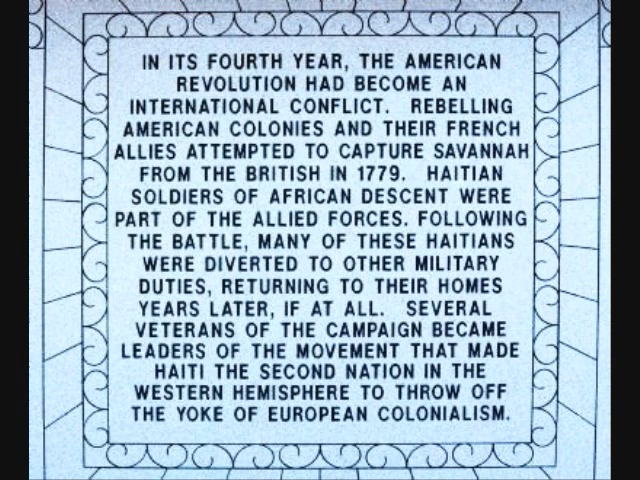 IN ITS FOURTH YEAR, THE AMERICAN
REVOLUTION HAD BECOME AN
INTERNATIONAL CONFLICT. REBELLING
AMERICAN COLONIES AND THEIR FRENCH
ALLIES ATTEMPTED TO CAPTURE SAVANNAH
FROM THE BRITISH IN 1779. HAITIAN
SOLDIERS OF AFRICAN DESCENT WERE
PART OF THE ALLIED FORCES. FOLLOWING
THE BATTLE, MANY OF THESE HAITIANS
WERE DIVERTED TO OTHER MILITARY
DUTIES, RETURNING TO THEIR HOMES
YEARS LATER, IF AT ALL. SEVERAL
VETERANS OF THE CAMPAIGN BECAME
LEADERS OF THE MOVEMENT THAT MADE
HAITI THE SECOND NATION IN THE
WESTERN HEMISPHERE TO THROW OFF
THE YOKE OF EUROPEAN COLONIALISM.